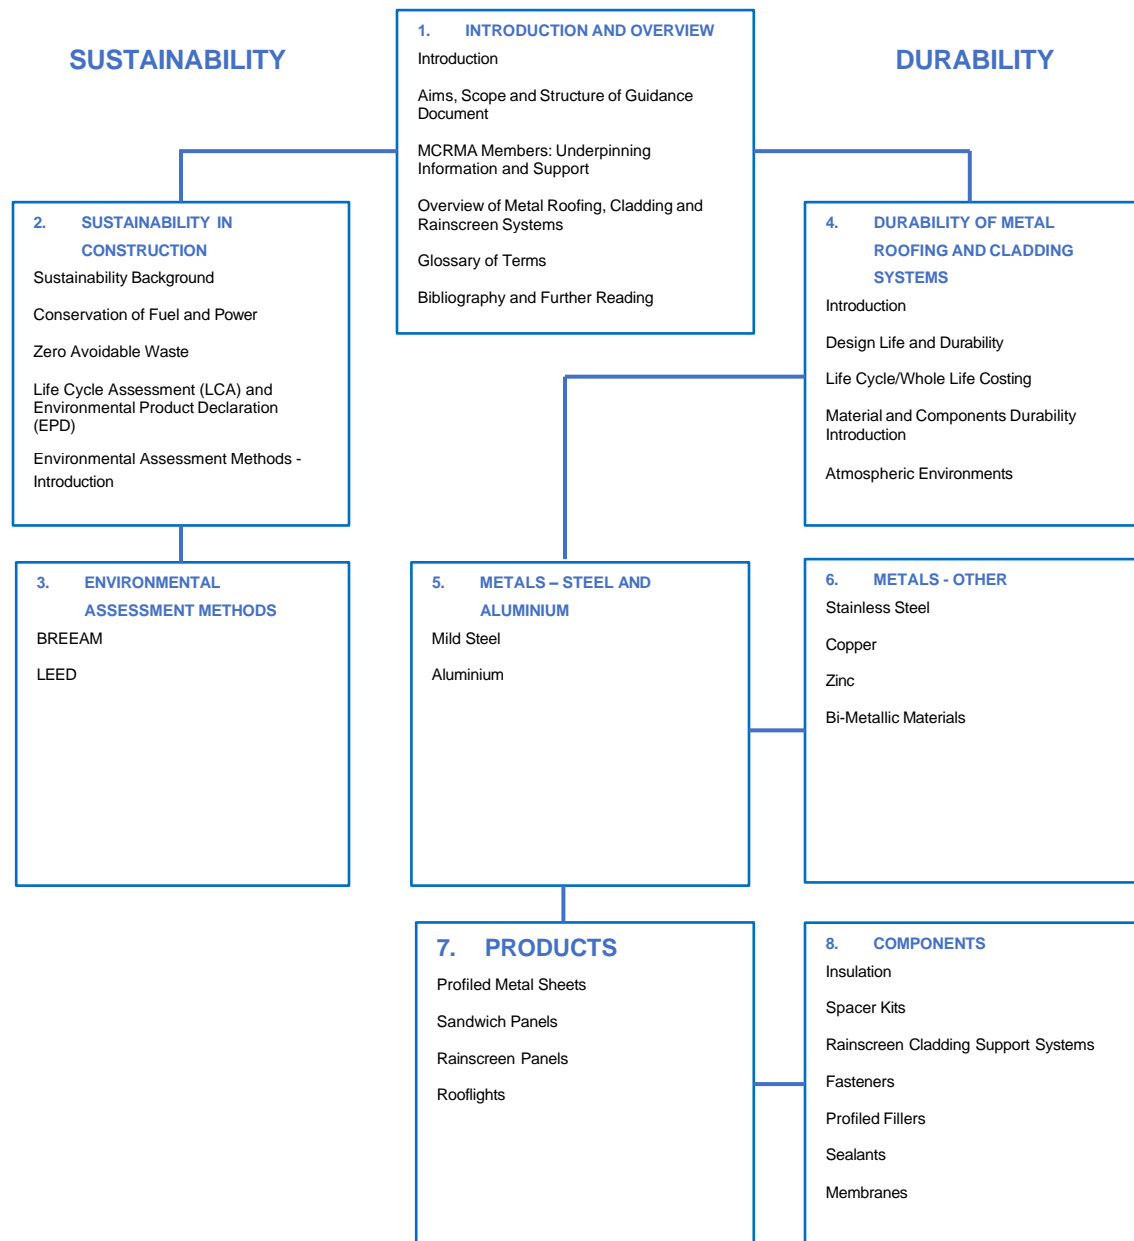 SUSTAINABILITY
DURABILITY
1. INTRODUCTION AND OVERVIEW
Introduction
Aims, Scope and Structure of Guidance
Document
MCRMA Members: Underpinning
Information and Support
Overview of Metal Roofing, Cladding and
Rainscreen Systems
Glossary of Terms
Bibliography and Further Reading
2. SUSTAINABILITY IN
CONSTRUCTION
Sustainability Background
Conservation of Fuel and Power
Zero Avoidable Waste
Life Cycle Assessment (LCA) and
Environmental Product Declaration
(EPD)
Environmental Assessment Methods -
Introduction
4. DURABILITY OF METAL
ROOFING AND CLADDING
SYSTEMS
Introduction
Design Life and Durability
Life Cycle/Whole Life Costing
Material and Components Durability
Introduction
Atmospheric Environments
3. ENVIRONMENTAL
ASSESSMENT METHODS
BREEAM
LEED
5. METALS – STEEL AND
ALUMINIUM
Mild Steel
Aluminium
6. METALS - OTHER
Stainless Steel
Copper
Zinc
Bi-Metallic Materials
7. PRODUCTS
Profiled Metal Sheets
Sandwich Panels
Rainscreen Panels
Rooflights
8. COMPONENTS
Insulation
Spacer Kits
Rainscreen Cladding Support Systems
Fasteners
Profiled Fillers
Sealants
Membranes